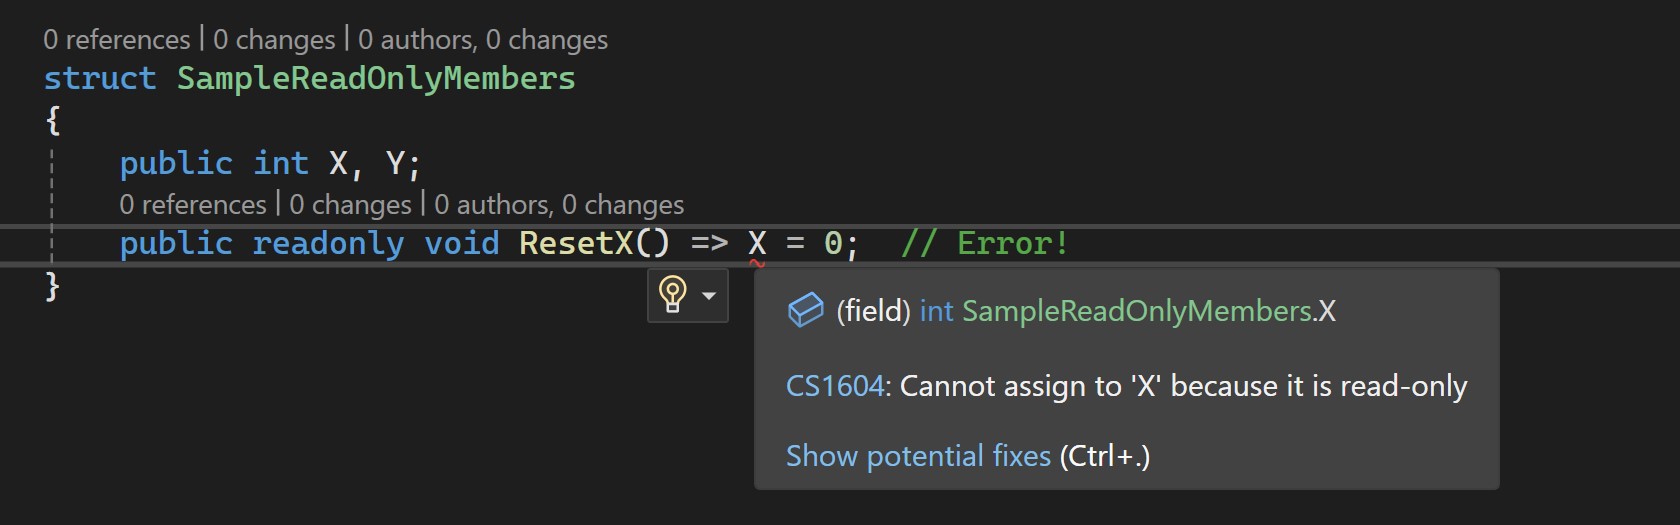 0 references | 0 changes | 0 authors, 0 changes
struct SampleReadOnlyMembers
{
public int X, Y;
0 references | 0 changes | 0 authors, 0 changes
public readonly void ResetX() => X = 0;  // Error!
}
(field) int SampleReadOnlyMembers.X
CS1604: Cannot assign to 'X' because it is read-only
Show potential fixes (Ctrl+.)